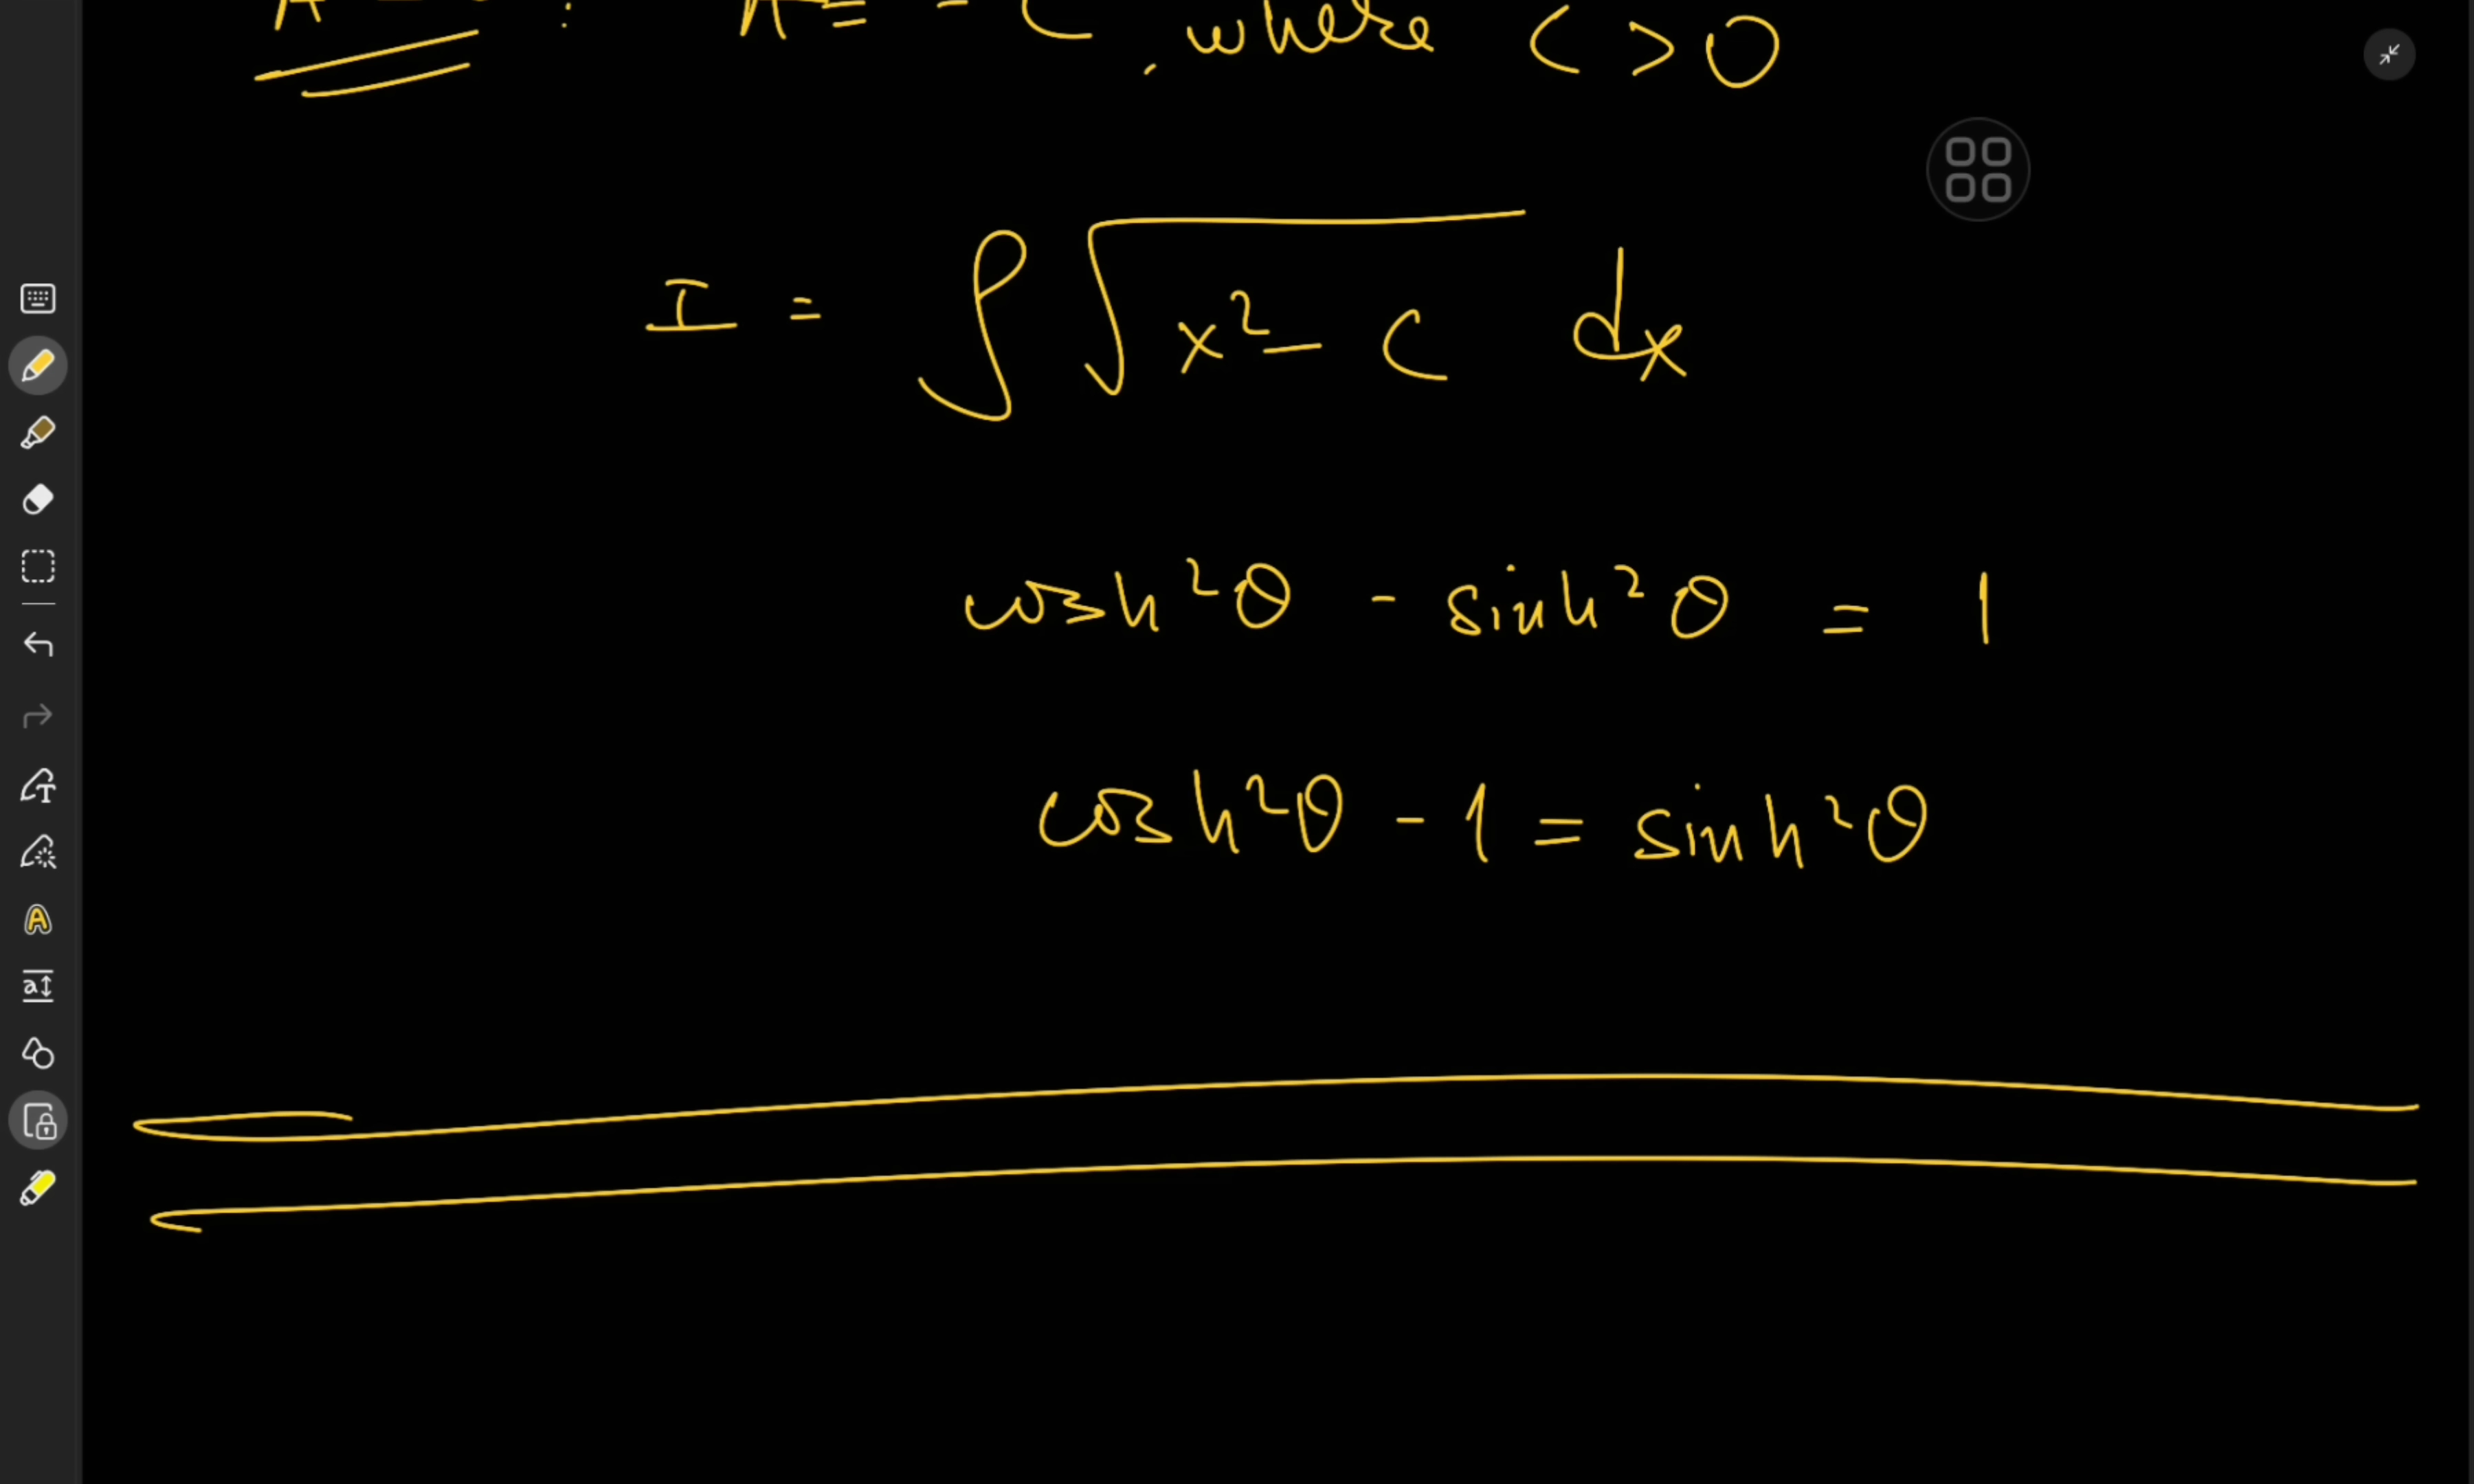 A = - C, where C > 0
I = ∫ √(x² - C) dx
cosh²θ - sinh²θ = 1
cosh²θ - 1 = sinh²θ